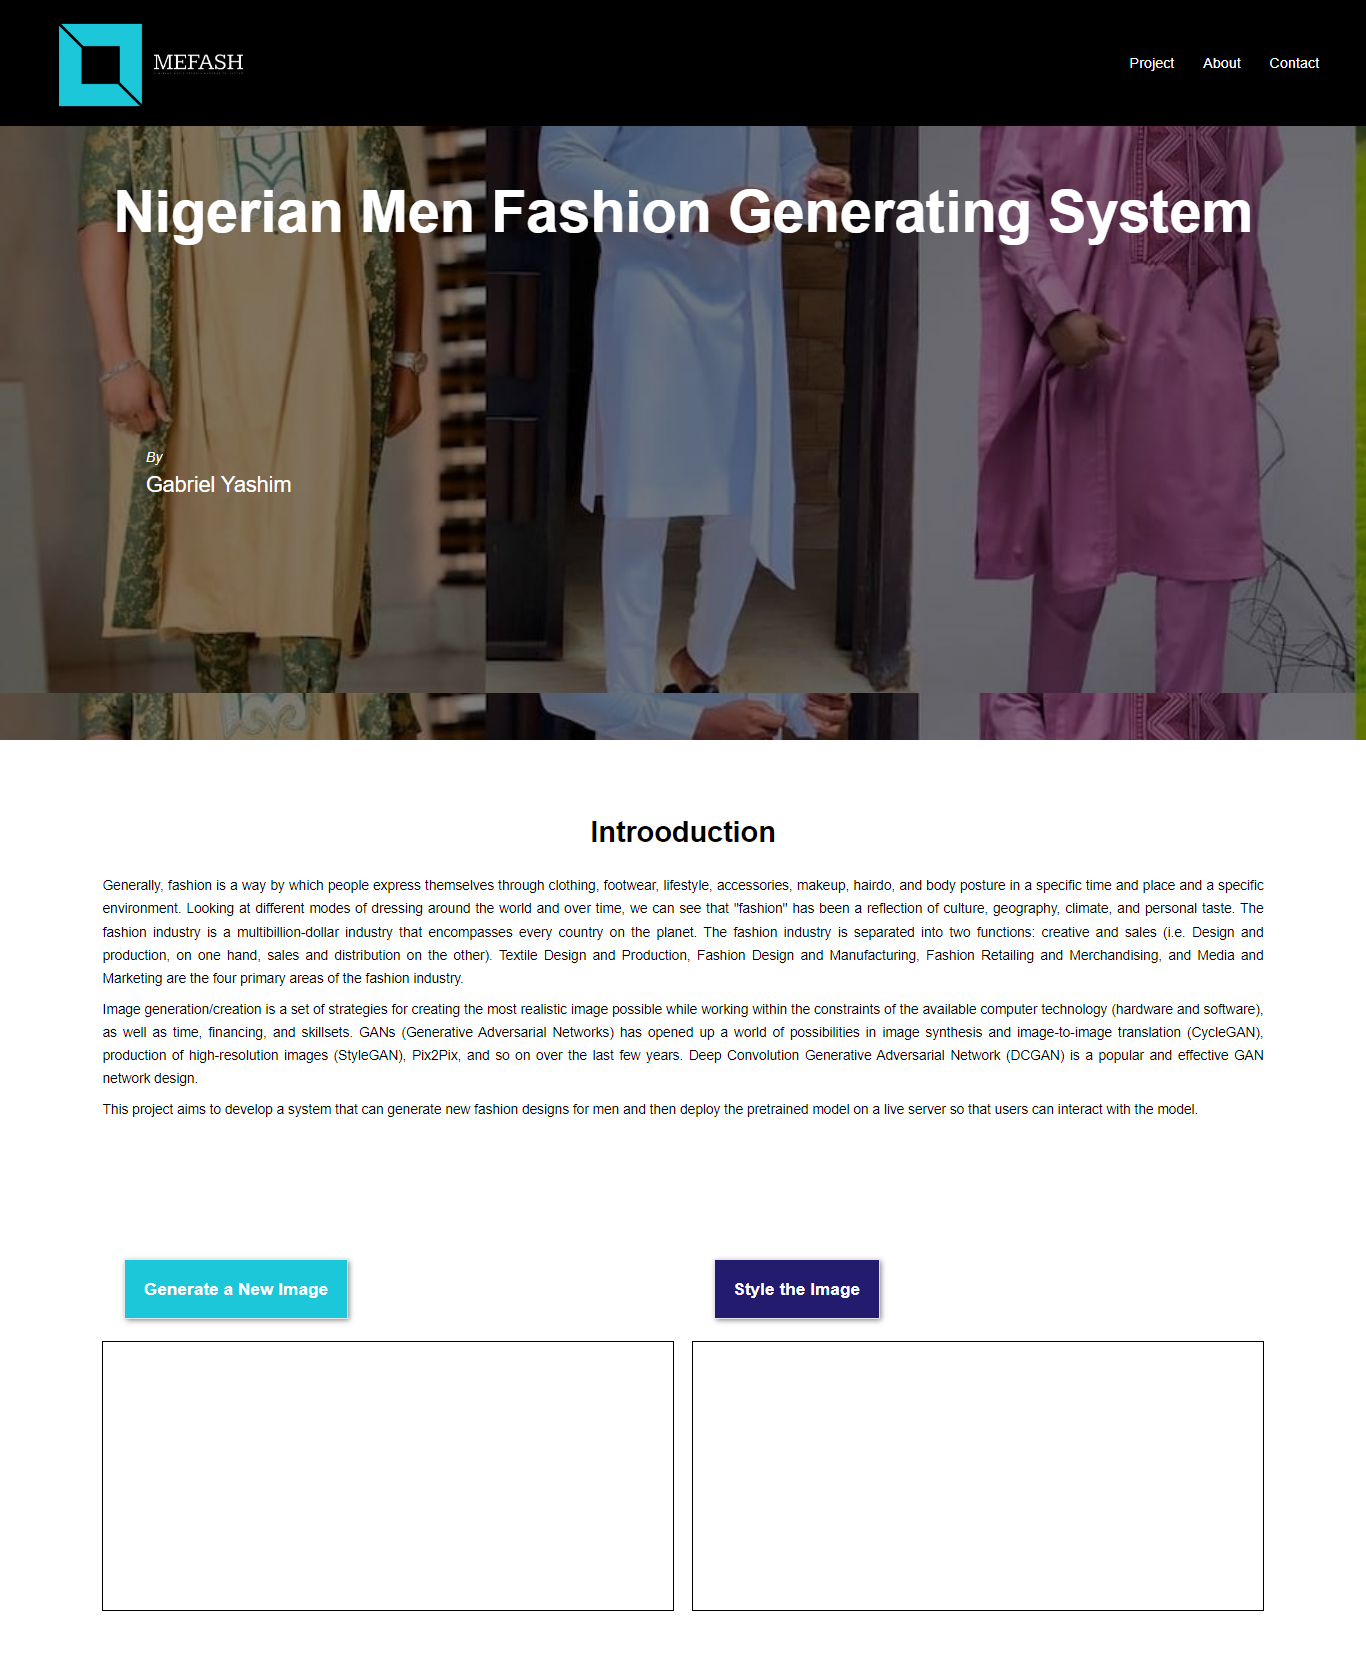 MEFASH
Project
About
Contact
Nigerian Men Fashion Generating System
By
Gabriel Yashim
Introoduction
Generally, fashion is a way by which people express themselves through clothing, footwear, lifestyle, accessories, makeup, hairdo, and body posture in a specific time and place and a specific
environment. Looking at different modes of dressing around the world and over time, we can see that "fashion" has been a reflection of culture, geography, climate, and personal taste. The
fashion industry is a multibillion-dollar industry that encompasses every country on the planet. The fashion industry is separated into two functions: creative and sales (i.e. Design and
production, on one hand, sales and distribution on the other). Textile Design and Production, Fashion Design and Manufacturing, Fashion Retailing and Merchandising, and Media and
Marketing are the four primary areas of the fashion industry.
Image generation/creation is a set of strategies for creating the most realistic image possible while working within the constraints of the available computer technology (hardware and software),
as well as time, financing, and skillsets. GANs (Generative Adversarial Networks) has opened up a world of possibilities in image synthesis and image-to-image translation (CycleGAN),
production of high-resolution images (StyleGAN), Pix2Pix, and so on over the last few years. Deep Convolution Generative Adversarial Network (DCGAN) is a popular and effective GAN
network design.
This project aims to develop a system that can generate new fashion designs for men and then deploy the pretrained model on a live server so that users can interact with the model.
Generate a New Image
Style the Image